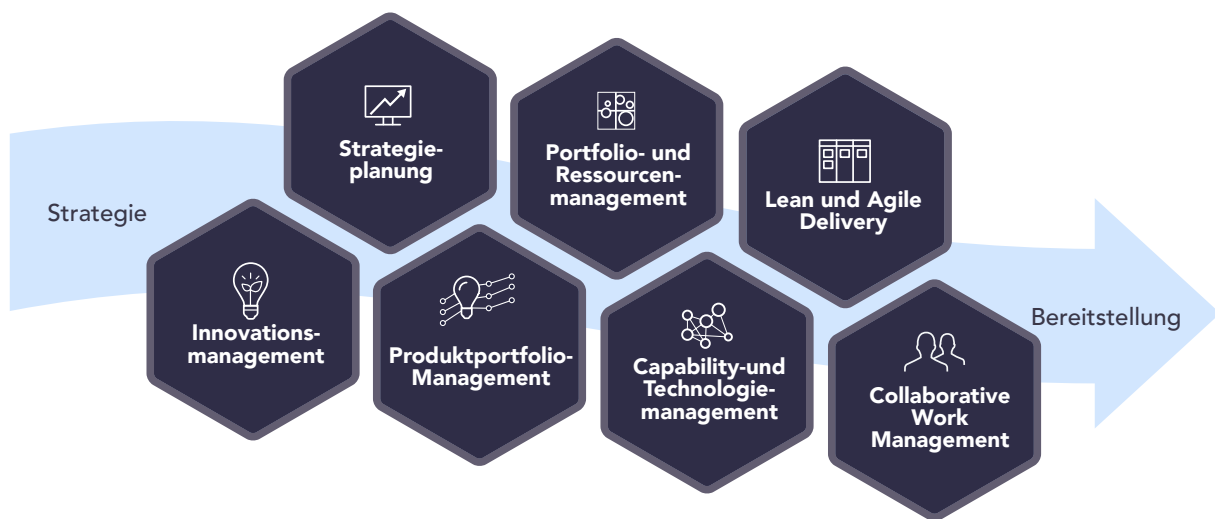 Strategie
Strategie-
planung
Portfolio- und
Ressourcen-
management
Lean und Agile
Delivery
Innovations-
management
Produktportfolio-
Management
Capability-und
Technologie-
management
Collaborative
Work
Management
Bereitstellung